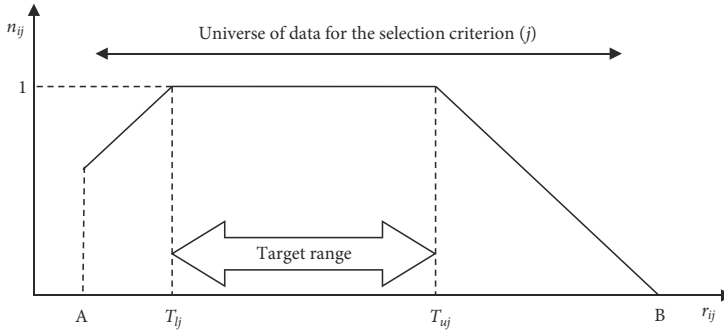 n_ij
Universe of data for the selection criterion (j)
1
Target range
A T_lj T_uj B r_ij